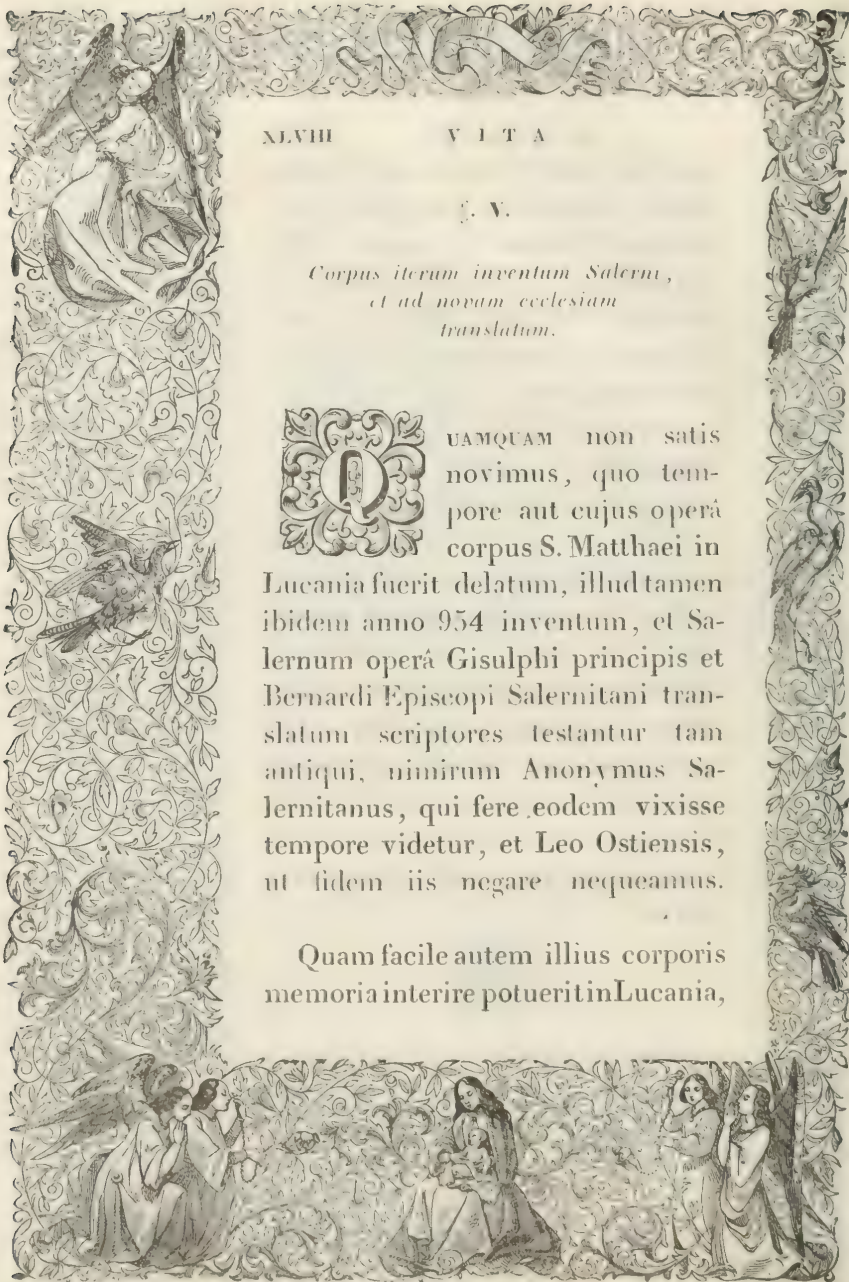 XLVIII V I T A
§. V.
Corpus iterum inventum Salerni,
et ad novam ecclesiam
translatum.
QUAMQUAM non satis
novimus, quo tem-
pore aut cujus operâ
corpus S. Matthaei in
Lucania fuerit delatum, illud tamen
ibidem anno 954 inventum, et Sa-
lernum operâ Gisulphi principis et
Bernardi Episcopi Salernitani tran-
slatum scriptores testantur tam
antiqui, nimirum Anonymus Sa-
lernitanus, qui fere eodem vixisse
tempore videtur, et Leo Ostiensis,
ut fidem iis negare nequeamus.
Quam facile autem illius corporis
memoria interire potuerit in Lucania,